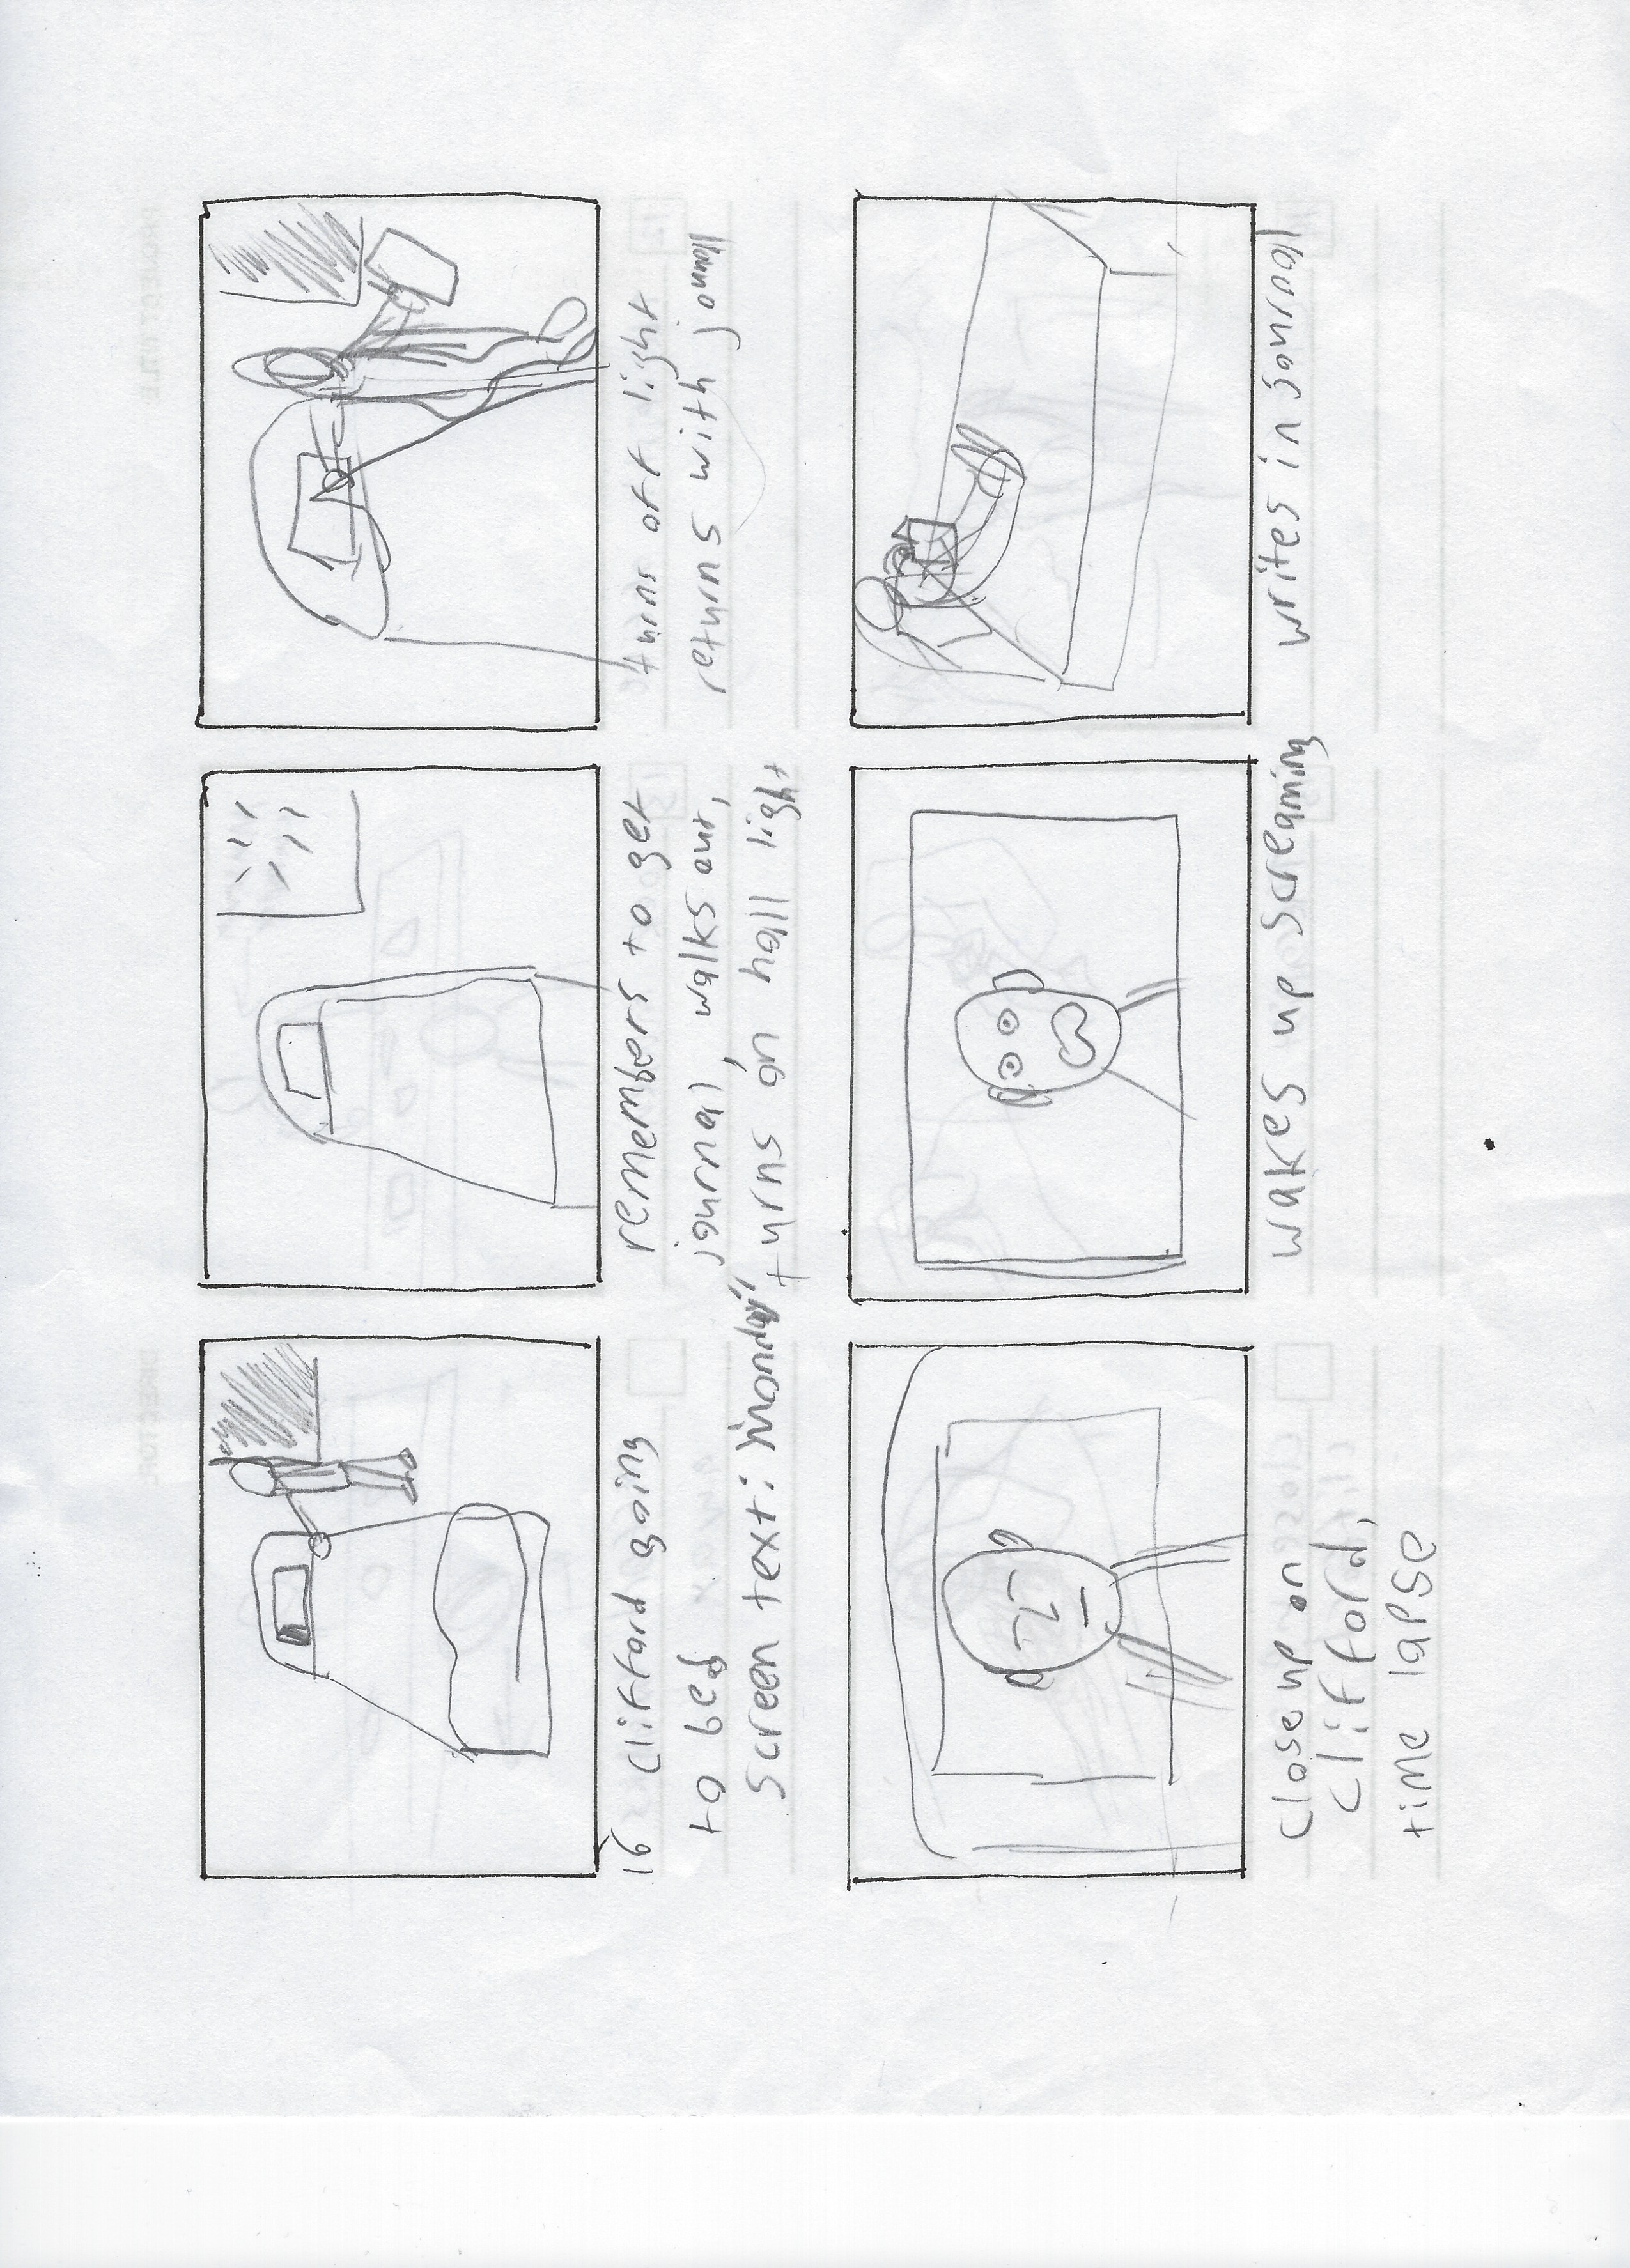 16 Clifford going
to bed
Screen text: "monday"
remembers to get
journal, walks out,
turns on hall light
turns off light
returns with journal
Close up on
Clifford,
time lapse
wakes up screaming
writes in jouronal